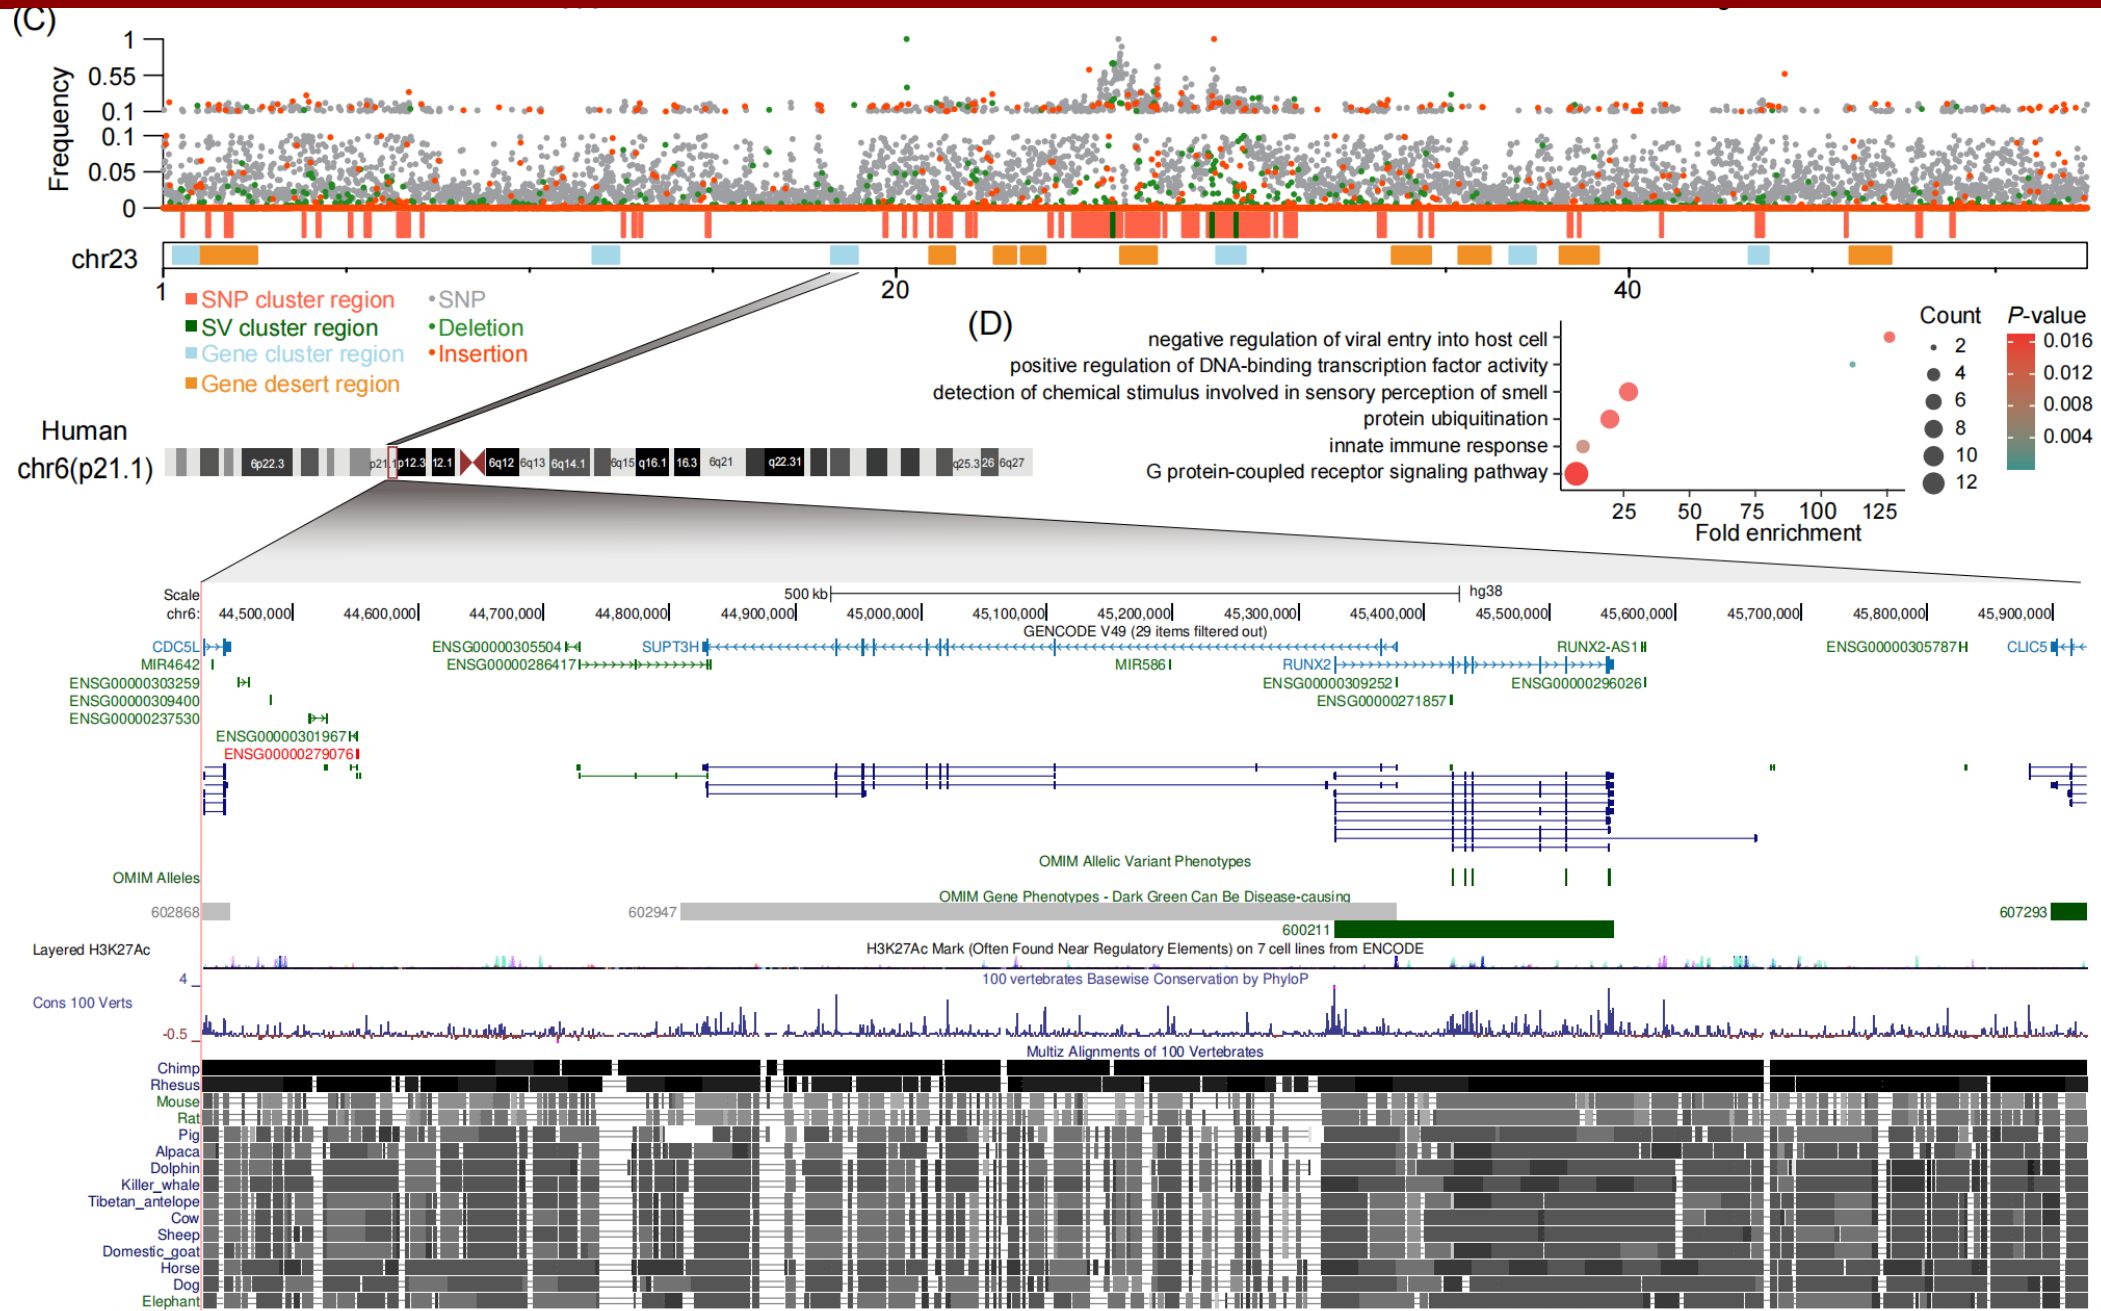 (C)
1
0.55
0.1
Frequency
0.1
0.05
0
Frequency
chr23
1
20
40
SNP cluster region
SV cluster region
Gene cluster region
Gene desert region
SNP
Deletion
Insertion
(D)
negative regulation of viral entry into host cell
positive regulation of DNA-binding transcription factor activity
detection of chemical stimulus involved in sensory perception of smell
protein ubiquitination
innate immune response
G protein-coupled receptor signaling pathway
25 50 75 100 125
Fold enrichment
Count
2
4
6
8
10
12
P-value
0.016
0.012
0.008
0.004
Human
chr6(p21.1)
6p22.3 p21.1 p12.3 12.1 6q12 6q13 6q14.1 6q15 q16.1 16.3 6q21 q22.31 q25.3 26 6q27
Scale 500 kb hg38
chr6: 44,500,000 44,600,000 44,700,000 44,800,000 44,900,000 45,000,000 45,100,000 45,200,000 45,300,000 45,400,000 45,500,000 45,600,000 45,700,000 45,800,000 45,900,000
GENCODE V49 (29 items filtered out)
CDC5L ENSG00000305504 SUPT3H RUNX2-AS1 ENSG00000305787 CLIC5
MIR4642 ENSG00000286417 MIR586 RUNX2
ENSG00000303259 ENSG00000309252 ENSG00000296026
ENSG00000309400 ENSG00000271857
ENSG00000237530
ENSG00000301967
ENSG00000279076
OMIM Allelic Variant Phenotypes
OMIM Alleles
OMIM Gene Phenotypes - Dark Green Can Be Disease-causing
602868 602947 607293
600211
Layered H3K27Ac H3K27Ac Mark (Often Found Near Regulatory Elements) on 7 cell lines from ENCODE
4 100 vertebrates Basewise Conservation by PhyloP
Cons 100 Verts
-0.5
Multiz Alignments of 100 Vertebrates
Chimp
Rhesus
Mouse
Rat
Pig
Alpaca
Dolphin
Killer_whale
Tibetan_antelope
Cow
Sheep
Domestic_goat
Horse
Dog
Elephant